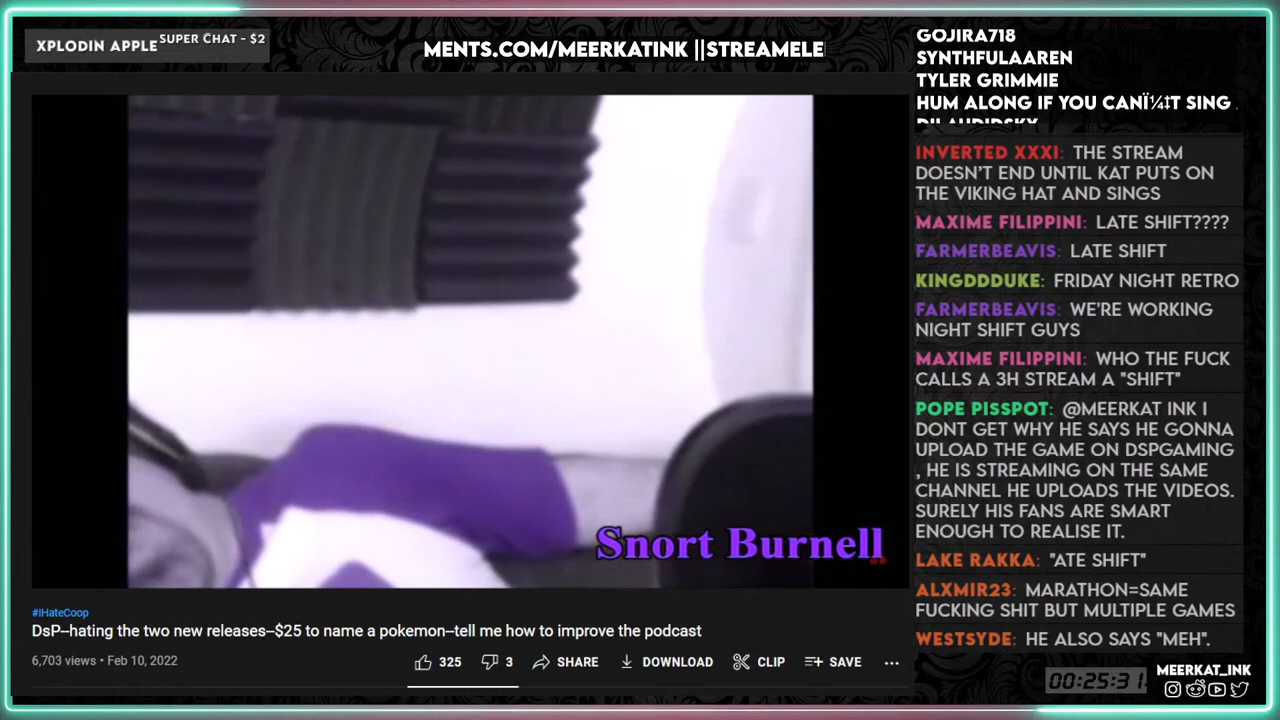 XPLODIN APPLE SUPER CHAT - $2
MENTS.COM/MEERKATINK ||STREAMELE
GOJIRA718
SYNTHFULAAREN
TYLER GRIMMIE
HUM ALONG IF YOU CANÏ¼‡T SING
INVERTED XXXI: THE STREAM
DOESN'T END UNTIL KAT PUTS ON
THE VIKING HAT AND SINGS
MAXIME FILIPPINI: LATE SHIFT????
FARMERBEAVIS: LATE SHIFT
KINGDDDUKE: FRIDAY NIGHT RETRO
FARMERBEAVIS: WE'RE WORKING
NIGHT SHIFT GUYS
MAXIME FILIPPINI: WHO THE FUCK
CALLS A 3H STREAM A "SHIFT"
POPE PISSPOT: @MEERKAT INK I
DONT GET WHY HE SAYS HE GONNA
UPLOAD THE GAME ON DSPGAMING
, HE IS STREAMING ON THE SAME
CHANNEL HE UPLOADS THE VIDEOS.
SURELY HIS FANS ARE SMART
ENOUGH TO REALISE IT.
LAKE RAKKA: "ATE SHIFT"
ALXMIR23: MARATHON=SAME
FUCKING SHIT BUT MULTIPLE GAMES
WESTSYDE: HE ALSO SAYS "MEH".
Snort Burnell
#IHateCoop
DsP--hating the two new releases--$25 to name a pokemon--tell me how to improve the podcast
6,703 views • Feb 10, 2022
325 3 SHARE DOWNLOAD CLIP SAVE ...
00:25:31
MEERKAT_INK